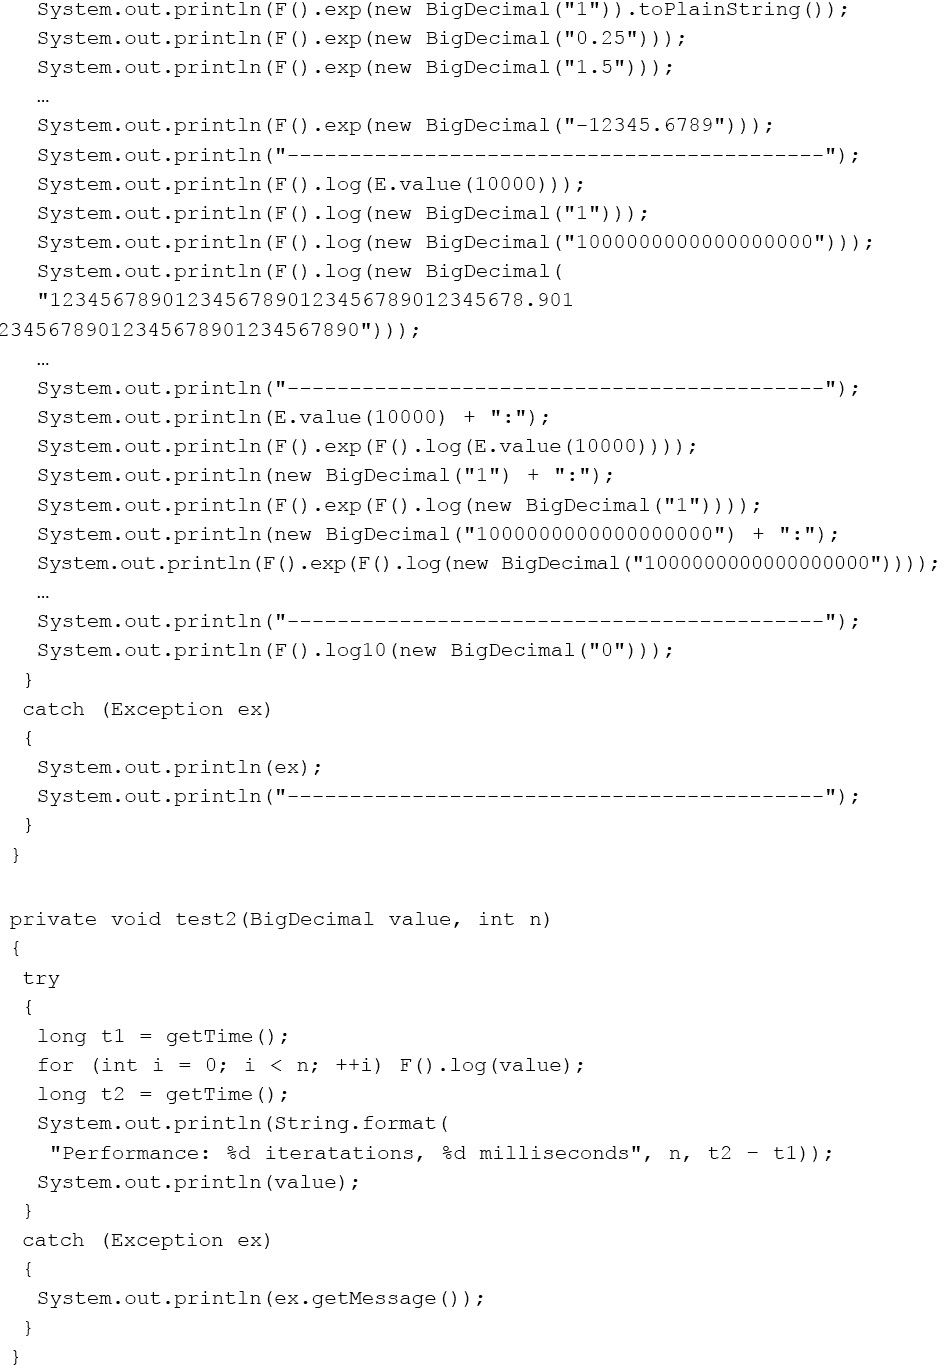 System.out.println(F().exp(new BigDecimal("1")).toPlainString());
System.out.println(F().exp(new BigDecimal("0.25")));
System.out.println(F().exp(new BigDecimal("1.5")));
…
System.out.println(F().exp(new BigDecimal("-12345.6789")));
System.out.println("-------------------------------------------");
System.out.println(F().log(E.value(10000)));
System.out.println(F().log(new BigDecimal("1")));
System.out.println(F().log(new BigDecimal("1000000000000000000")));
System.out.println(F().log(new BigDecimal(
"12345678901234567890123456789012345678.901
234567890123456789012345678​90")));
…
System.out.println("-------------------------------------------");
System.out.println(E.value(10000) + ":");
System.out.println(F().exp(F().log(E.value(10000))));
System.out.println(new BigDecimal("1") + ":");
System.out.println(F().exp(F().log(new BigDecimal("1"))));
System.out.println(new BigDecimal("1000000000000000000") + ":");
System.out.println(F().exp(F().log(new BigDecimal("1000000000000000000"))));
…
System.out.println("-------------------------------------------");
System.out.println(F().log10(new BigDecimal("0")));
}
catch (Exception ex)
{
System.out.println(ex);
System.out.println("-------------------------------------------");
}
}
private void test2(BigDecimal value, int n)
{
try
{
long t1 = getTime();
for (int i = 0; i < n; ++i) F().log(value);
long t2 = getTime();
System.out.println(String.format(
"Performance: %d iteratations, %d milliseconds", n, t2 - t1));
System.out.println(value);
}
catch (Exception ex)
{
System.out.println(ex.getMessage());
}
}